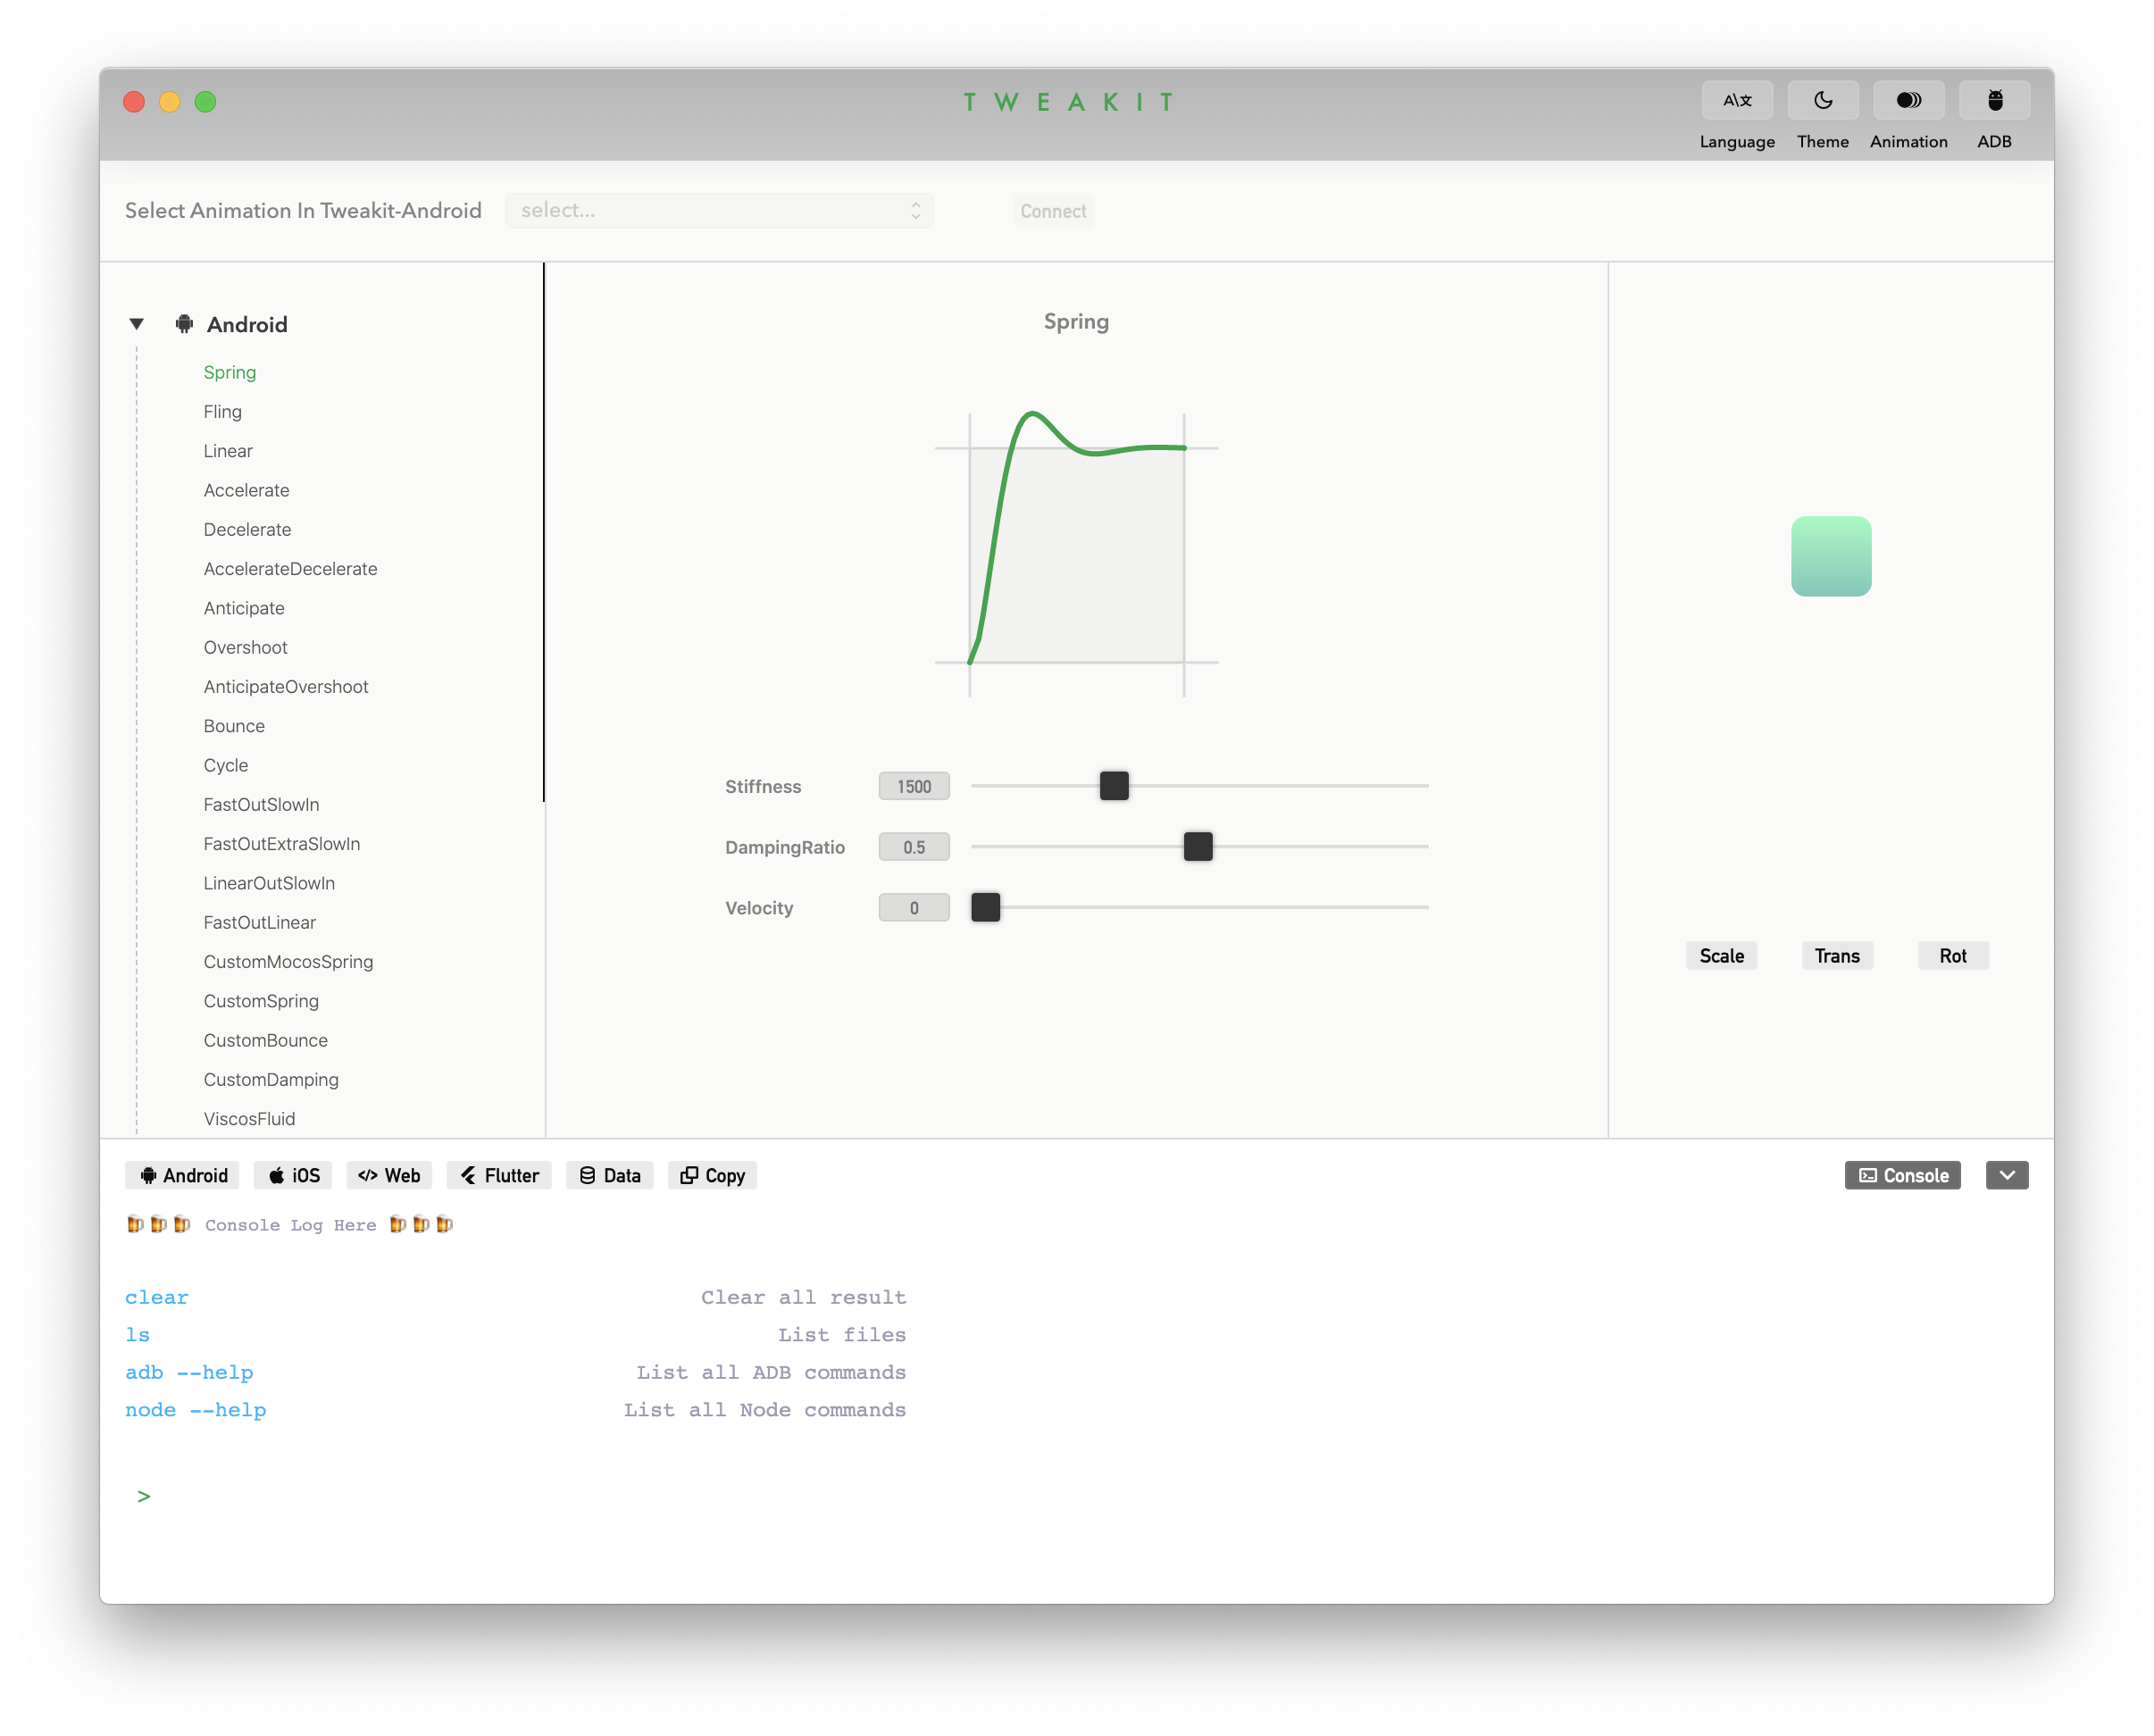 TWEAKIT
A\文
Language Theme Animation ADB
Select Animation In Tweakit-Android select... Connect
Android
Spring
Fling
Linear
Accelerate
Decelerate
AccelerateDecelerate
Anticipate
Overshoot
AnticipateOvershoot
Bounce
Cycle
FastOutSlowIn
FastOutExtraSlowIn
LinearOutSlowIn
FastOutLinear
CustomMocosSpring
CustomSpring
CustomBounce
CustomDamping
ViscosFluid
Spring
Stiffness 1500
DampingRatio 0.5
Velocity 0
Scale Trans Rot
Android iOS </> Web Flutter Data Copy Console
🍺🍺🍺 Console Log Here 🍺🍺🍺
clear Clear all result
ls List files
adb --help List all ADB commands
node --help List all Node commands
>